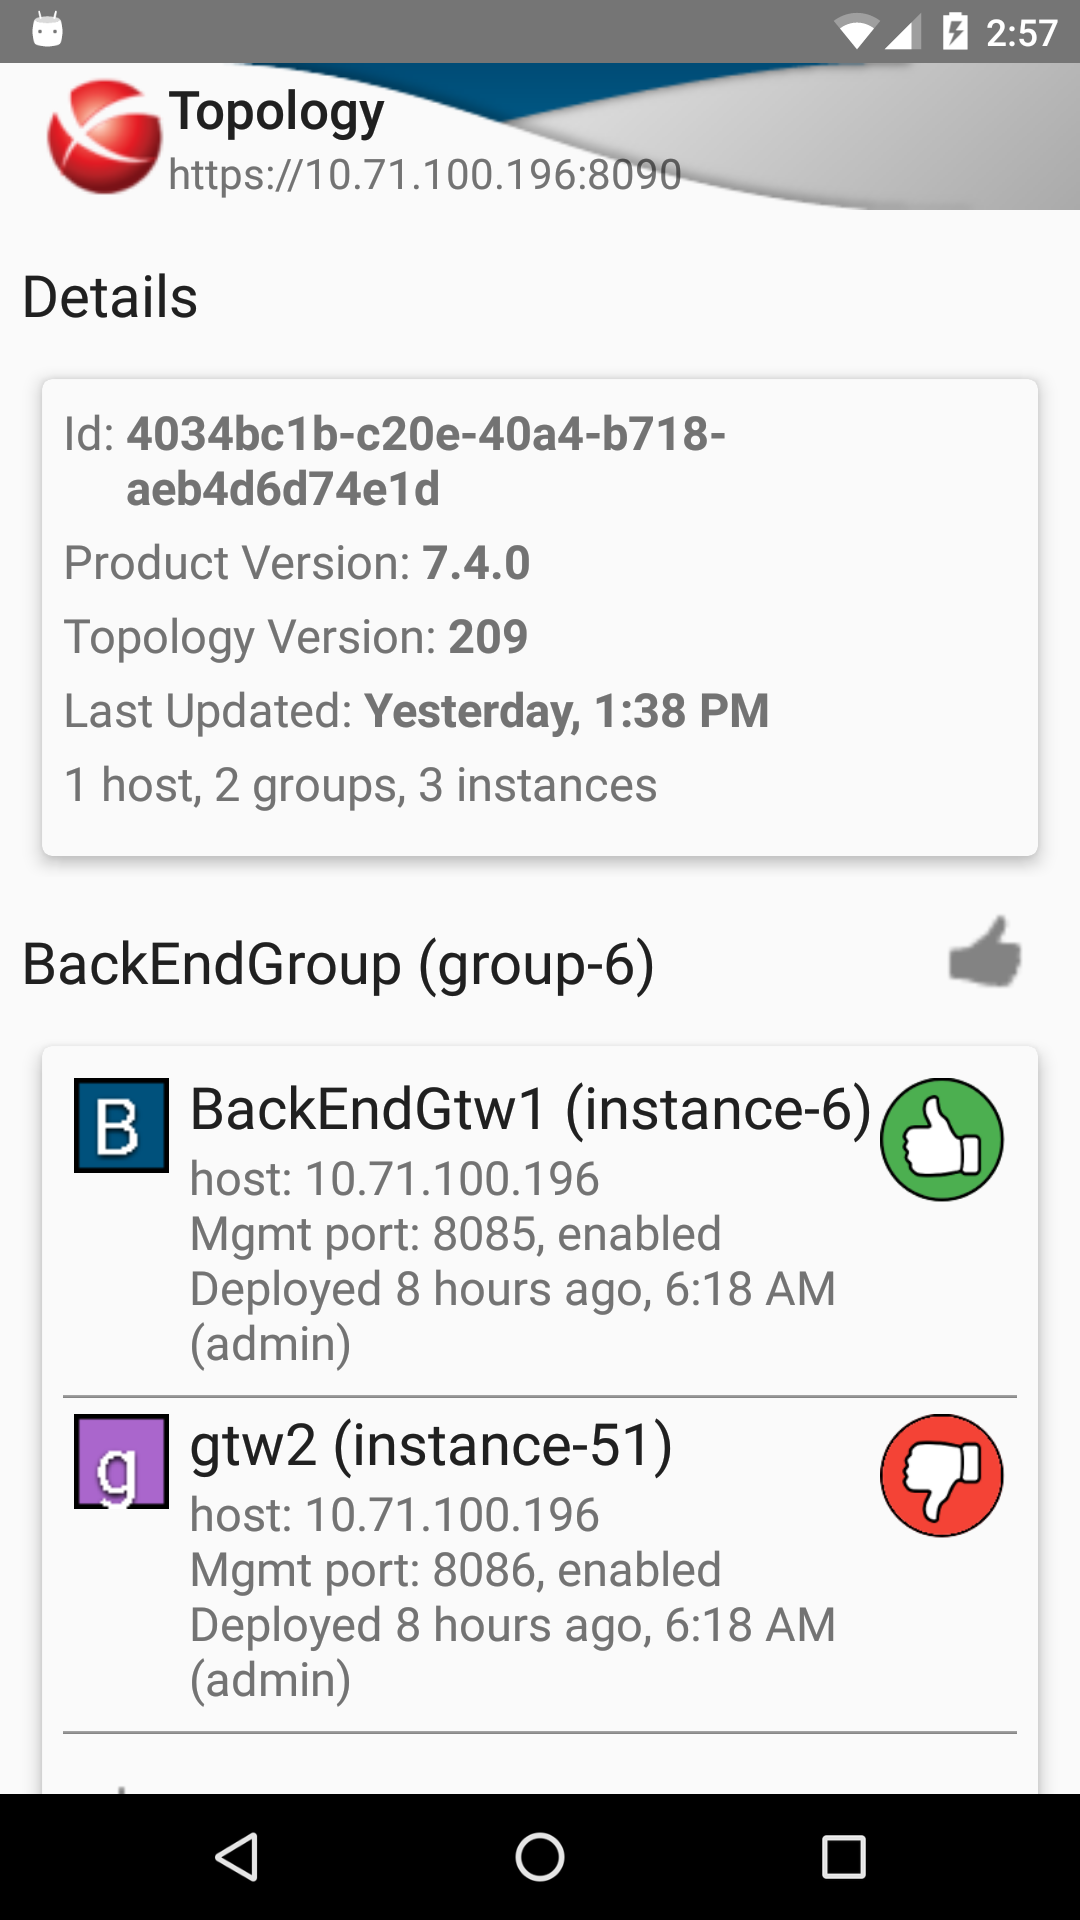 2:57
Topology
https://10.71.100.196:8090
Details
Id: 4034bc1b-c20e-40a4-b718-
aeb4d6d74e1d
Product Version: 7.4.0
Topology Version: 209
Last Updated: Yesterday, 1:38 PM
1 host, 2 groups, 3 instances
BackEndGroup (group-6)
B
BackEndGtw1 (instance-6)
host: 10.71.100.196
Mgmt port: 8085, enabled
Deployed 8 hours ago, 6:18 AM
(admin)
g
gtw2 (instance-51)
host: 10.71.100.196
Mgmt port: 8086, enabled
Deployed 8 hours ago, 6:18 AM
(admin)